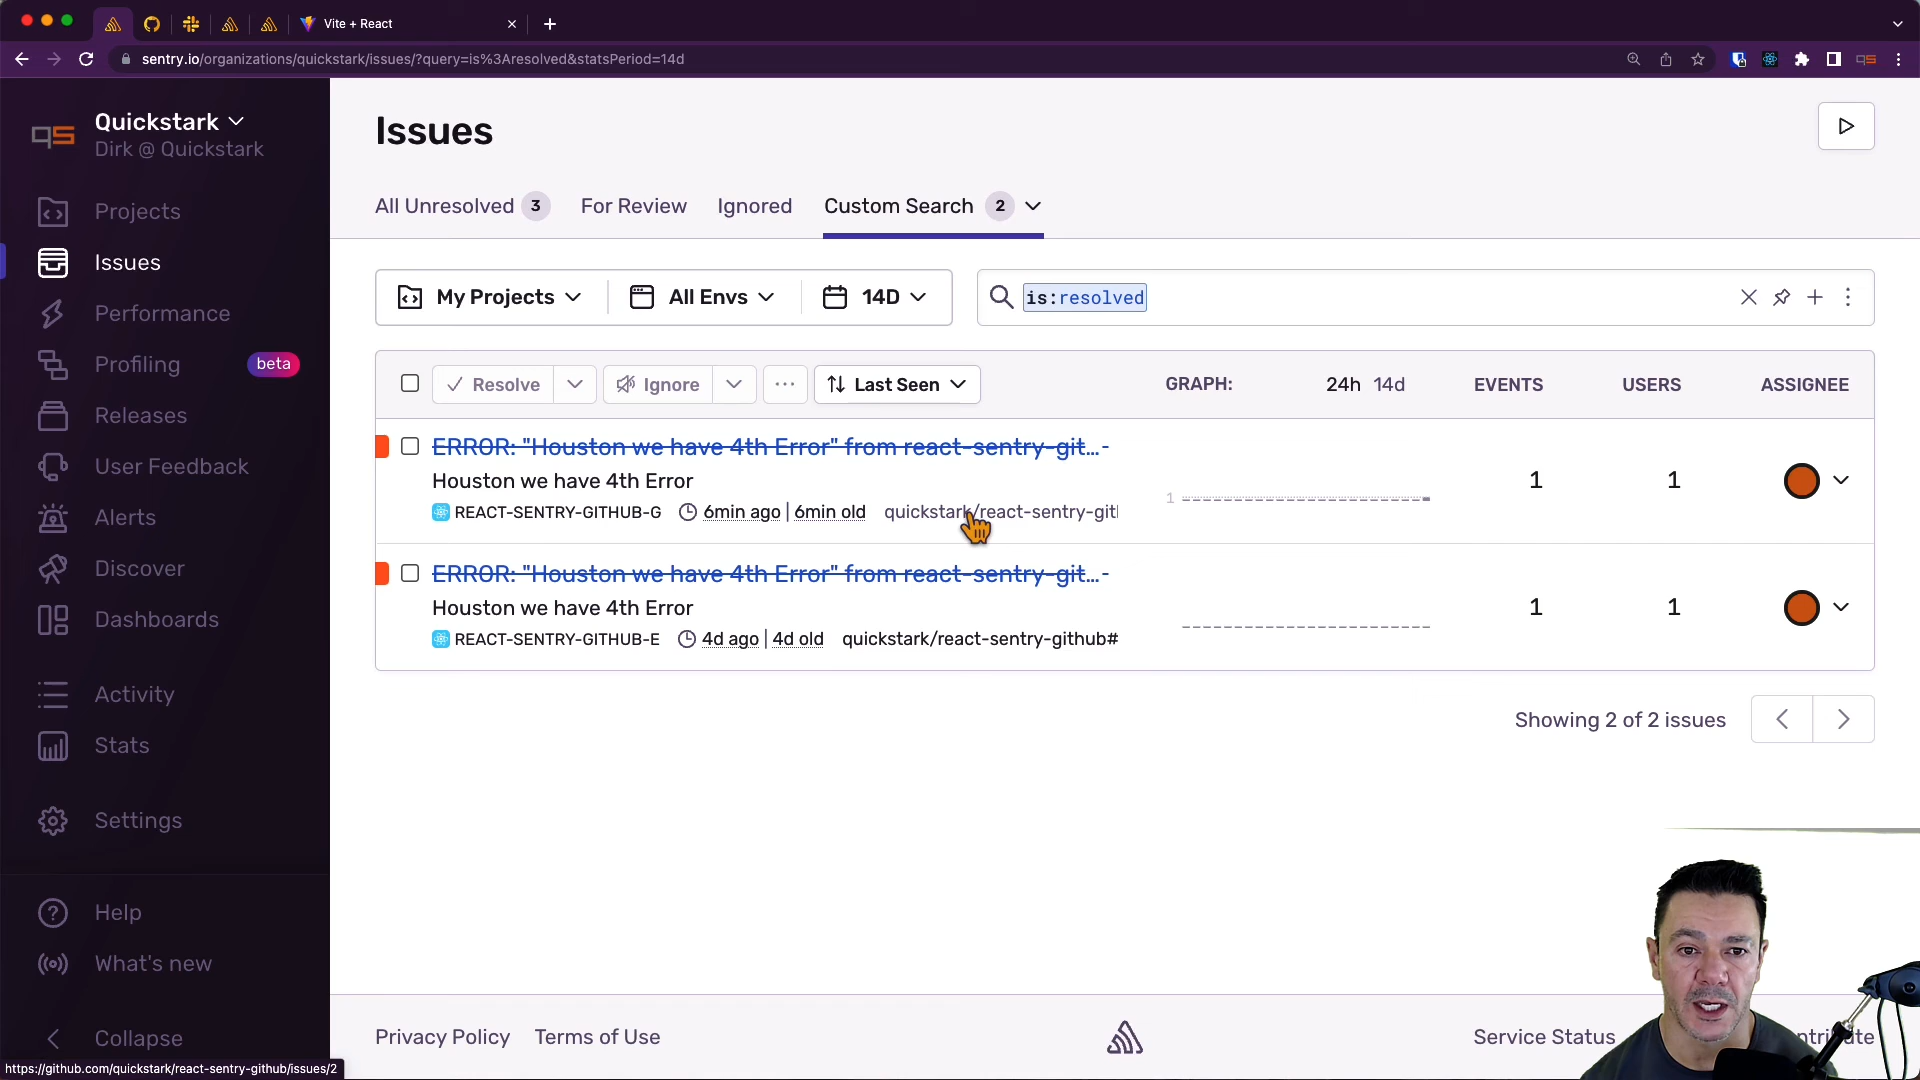 Vite + React
sentry.io/organizations/quickstark/issues/?query=is%3Aresolved&statsPeriod=14d
Quickstark
Dirk @ Quickstark
Projects
Issues
Performance
Profiling beta
Releases
User Feedback
Alerts
Discover
Dashboards
Activity
Stats
Settings
Help
What's new
Collapse
https://github.com/quickstark/react-sentry-github/issues/2
Issues
All Unresolved 3 For Review Ignored Custom Search 2
My Projects All Envs 14D is:resolved
Resolve Ignore ... Last Seen GRAPH: 24h 14d EVENTS USERS ASSIGNEE
ERROR: "Houston we have 4th Error" from react-sentry-git... -
Houston we have 4th Error
REACT-SENTRY-GITHUB-G 6min ago | 6min old quickstark/react-sentry-git
1 1 1
ERROR: "Houston we have 4th Error" from react-sentry-git... -
Houston we have 4th Error
REACT-SENTRY-GITHUB-E 4d ago | 4d old quickstark/react-sentry-github#
1 1
Showing 2 of 2 issues
Privacy Policy Terms of Use Service Status